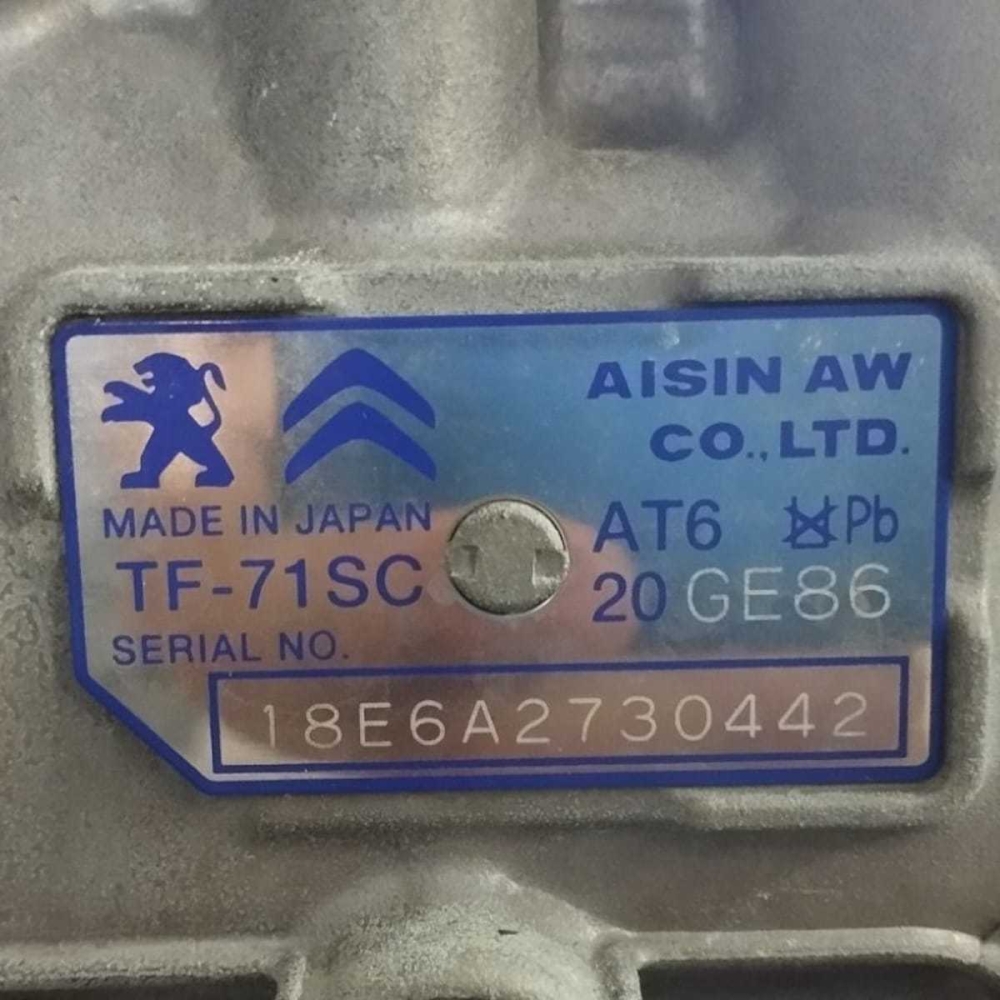 AISIN AW
CO., LTD.
MADE IN JAPAN
AT6 Pb
TF-71SC
20 GE86
SERIAL NO.
18E6A2730442